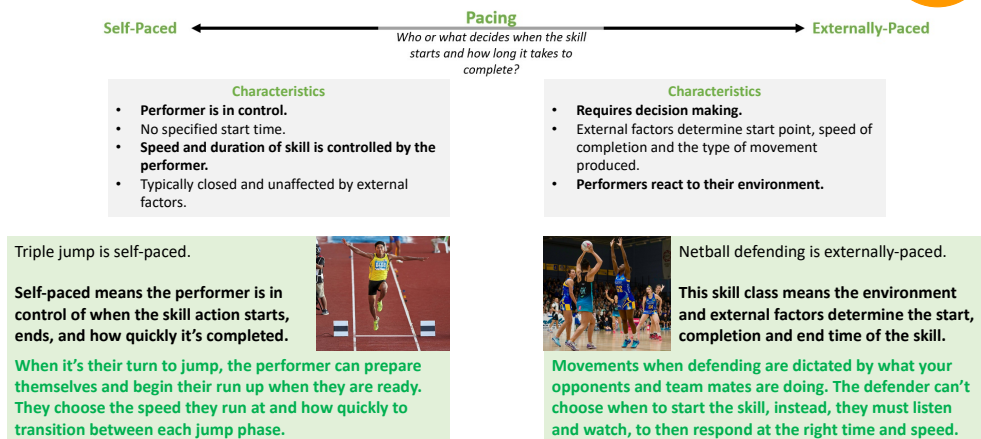 Pacing
Self-Paced
Externally-Paced
Who or what decides when the skill
starts and how long it takes to
complete?
Characteristics
• Performer is in control.
• No specified start time.
• Speed and duration of skill is controlled by the
performer.
• Typically closed and unaffected by external
factors.
Characteristics
• Requires decision making.
• External factors determine start point, speed of
completion and the type of movement
produced.
• Performers react to their environment.
Triple jump is self-paced.
Self-paced means the performer is in
control of when the skill action starts,
ends, and how quickly it’s completed.
When it’s their turn to jump, the performer can prepare
themselves and begin their run up when they are ready.
They choose the speed they run at and how quickly to
transition between each jump phase.
Netball defending is externally-paced.
This skill class means the environment
and external factors determine the start,
completion and end time of the skill.
Movements when defending are dictated by what your
opponents and team mates are doing. The defender can’t
choose when to start the skill, instead, they must listen
and watch, to then respond at the right time and speed.